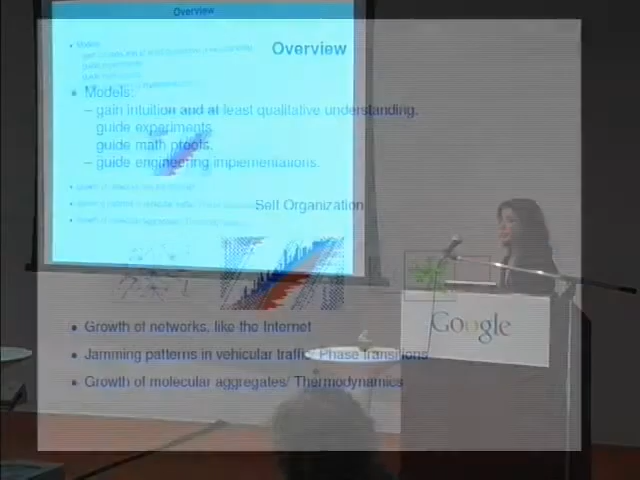 Overview
Overview
• Models:
– gain intuition and at least qualitative understanding.
guide experiments
guide math proofs.
– guide engineering implementations.
Self Organization
Google
• Growth of networks, like the Internet
• Jamming patterns in vehicular traffic/ Phase transitions
• Growth of molecular aggregates/ Thermodynamics